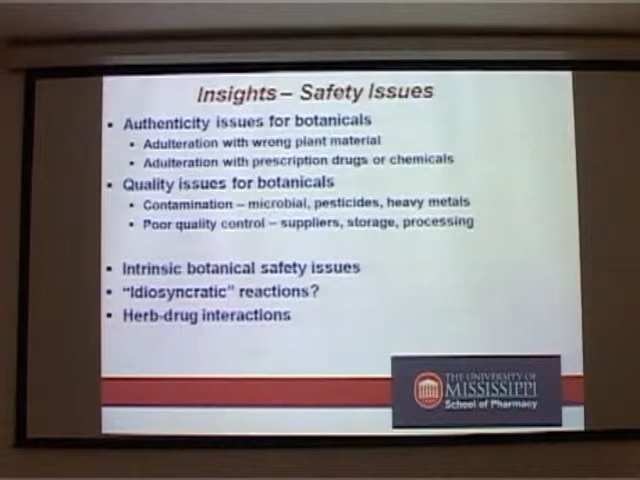 Insights – Safety Issues
▪ Authenticity issues for botanicals
▪ Adulteration with wrong plant material
▪ Adulteration with prescription drugs or chemicals
▪ Quality issues for botanicals
▪ Contamination – microbial, pesticides, heavy metals
▪ Poor quality control – suppliers, storage, processing
▪ Intrinsic botanical safety issues
▪ “Idiosyncratic” reactions?
▪ Herb-drug interactions
THE UNIVERSITY OF
MISSISSIPPI
School of Pharmacy